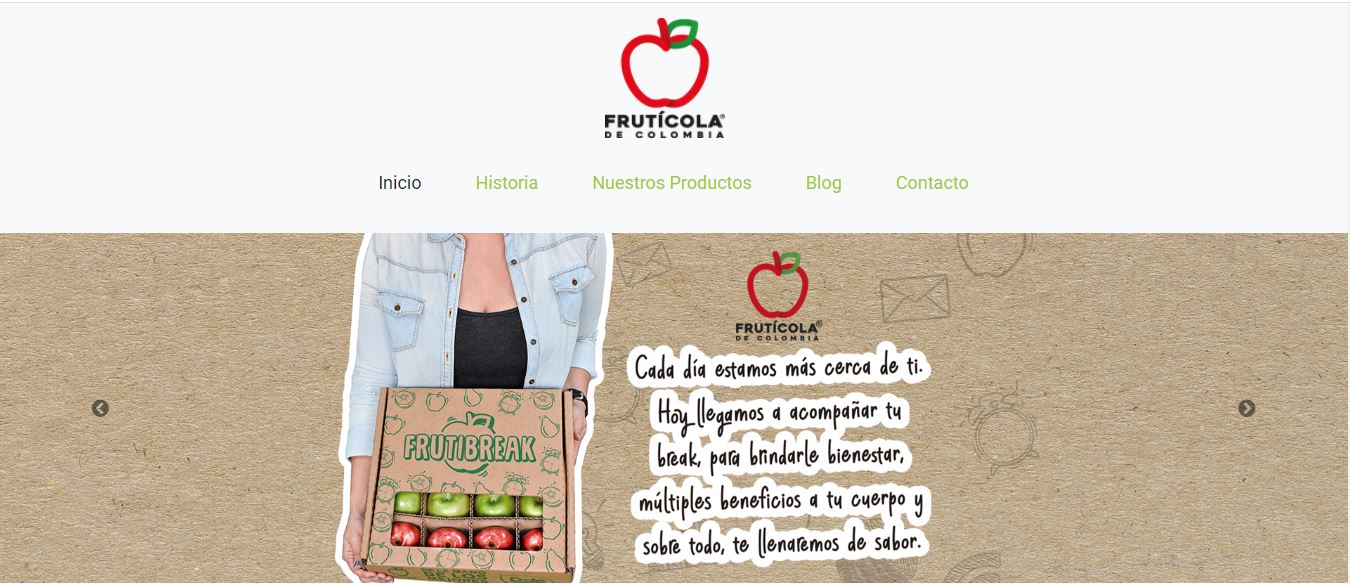 FRUTÍCOLA®
DE COLOMBIA
Inicio Historia Nuestros Productos Blog Contacto
FRUTÍCOLA®
DE COLOMBIA
Cada día estamos más cerca de ti.
Hoy llegamos a acompañar tu
break, para brindarle bienestar,
múltiples beneficios a tu cuerpo y
sobre todo, te llenaremos de sabor.
FRUTIBREAK